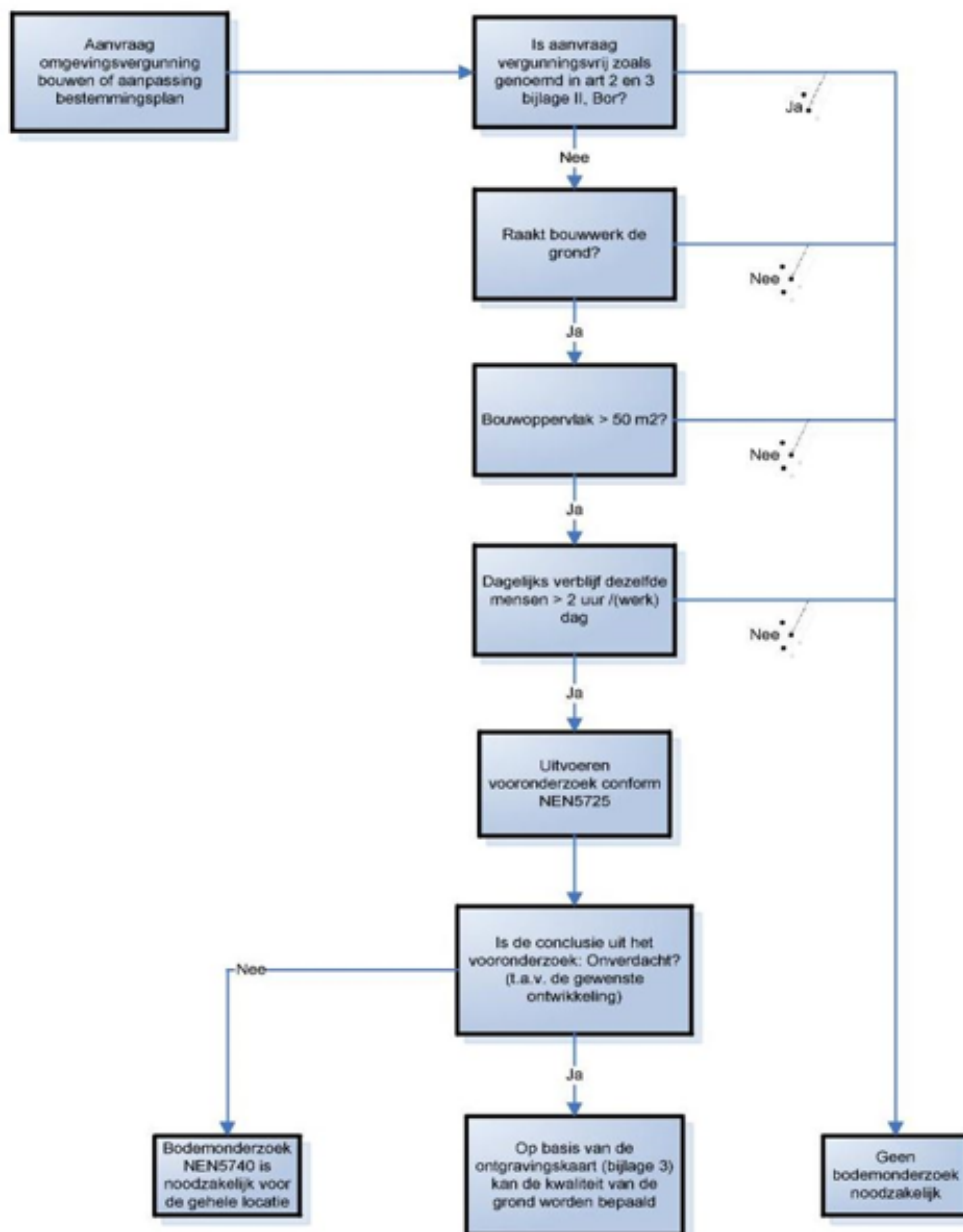 Aanvraag
omgevingsvergunning
bouwen of aanpassing
bestemmingsplan
Is aanvraag
vergunningsvrij zoals
genoemd in art 2 en 3
bijlage II, Bor?
Ja
Nee
Raakt bouwwerk de
grond?
Nee
Ja
Bouwoppervlak > 50 m2?
Nee
Ja
Dagelijks verblijf dezelfde
mensen > 2 uur /(werk)
dag
Nee
Ja
Uitvoeren
vooronderzoek conform
NEN5725
Is de conclusie uit het
vooronderzoek: Onverdacht?
(t.a.v. de gewenste
ontwikkeling)
Nee
Ja
Bodemonderzoek
NEN5740 is
noodzakelijk voor
de gehele locatie
Op basis van de
ontgravingskaart (bijlage 3)
kan de kwaliteit van de
grond worden bepaald
Geen
bodemonderzoek
noodzakelijk